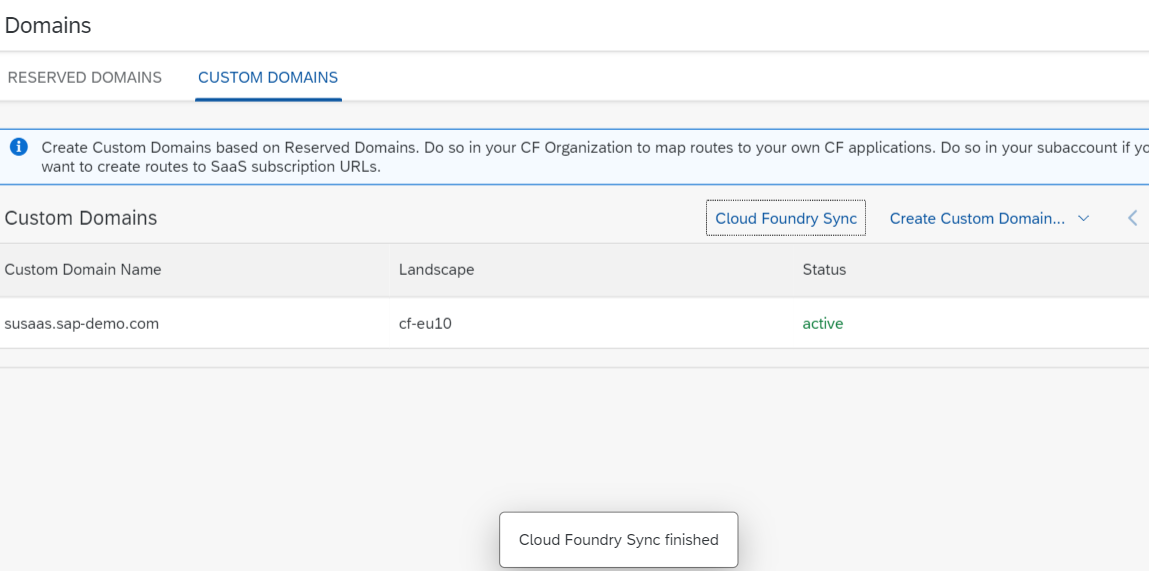 Domains
RESERVED DOMAINS CUSTOM DOMAINS
Create Custom Domains based on Reserved Domains. Do so in your CF Organization to map routes to your own CF applications. Do so in your subaccount if
want to create routes to SaaS subscription URLs.
Custom Domains Cloud Foundry Sync Create Custom Domain...
Custom Domain Name Landscape Status
susaas.sap-demo.com cf-eu10 active
Cloud Foundry Sync finished